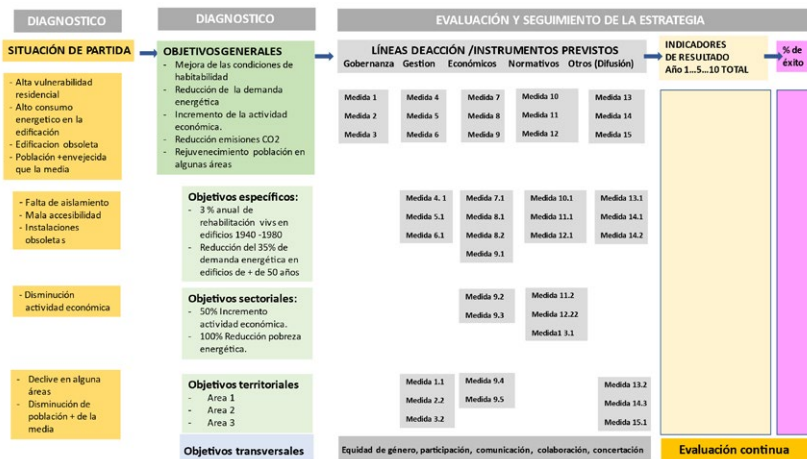 DIAGNOSTICO
DIAGNOSTICO
EVALUACIÓN Y SEGUIMIENTO DE LA ESTRATEGIA
SITUACIÓN DE PARTIDA
- Alta vulnerabilidad
residencial
- Alto consumo
energetico en la
edificación
- Edificacion obsoleta
- Población +envejecida
que la media
- Falta de aislamiento
- Mala accesibilidad
- Instalaciones
obsoletas
- Disminución
actividad económica
- Declive en alguna
áreas
- Disminución de
población + de la
media
OBJETIVOS GENERALES
- Mejora de las condiciones de
habitabilidad
- Reducción de la demanda
energética
- Incremento de la actividad
económica.
- Reducción emisiones CO2
- Rejuvenecimiento población en
algunas áreas
Objetivos específicos:
- 3 % anual de
rehabilitación vivs en
edificios 1940 -1980
- Reducción del 35% de
demanda energética en
edificios de + de 50 años
Objetivos sectoriales:
- 50% Incremento
actividad económica.
- 100% Reducción pobreza
energética.
Objetivos territoriales
- Area 1
- Area 2
- Area 3
Objetivos transversales
LÍNEAS DEACCIÓN /INSTRUMENTOS PREVISTOS
Gobernanza Gestion Económicos Normativos Otros (Difusión)
Medida 1
Medida 2
Medida 3
Medida 4
Medida 5
Medida 6
Medida 7
Medida 8
Medida 9
Medida 10
Medida 11
Medida 12
Medida 13
Medida 14
Medida 15
Medida 4. 1
Medida 5.1
Medida 6.1
Medida 7.1
Medida 8.1
Medida 8.2
Medida 9.1
Medida 10.1
Medida 11.1
Medida 12.1
Medida 13.1
Medida 14.1
Medida 14.2
Medida 9.2
Medida 9.3
Medida 11.2
Medida 12.22
Medida1 3.1
Medida 1.1
Medida 2.2
Medida 3.2
Medida 9.4
Medida 9.5
Medida 13.2
Medida 14.3
Medida 15.1
Equidad de género, participación, comunicación, colaboración, concertación
INDICADORES
DE RESULTADO
Año 1...5...10 TOTAL
% de
éxito
Evaluación continua